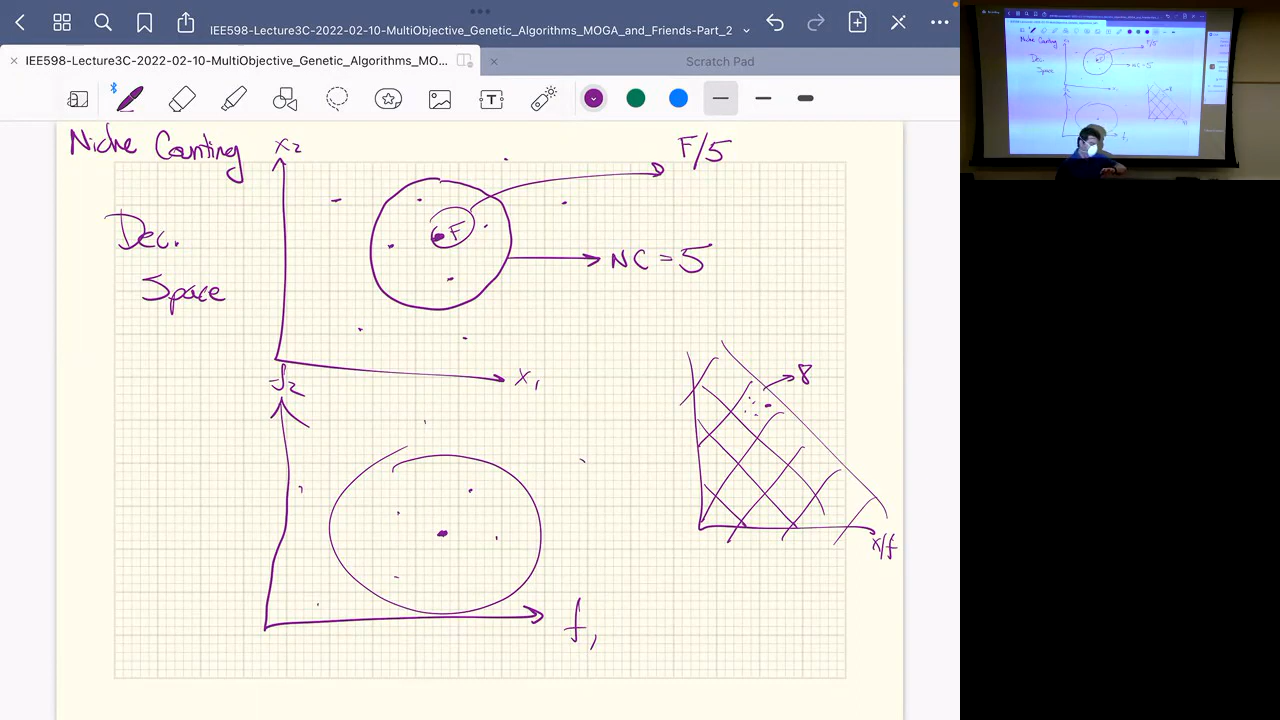 IEE598-Lecture3C-2022-02-10-MultiObjective_Genetic_Algorithms_MOGA_and_Friends-Part_2
IEE598-Lecture3C-2022-02-10-MultiObjective_Genetic_Algorithms_MO...
Scratch Pad
Niche Counting
x2
F/5
Dec.
Space
F
NC = 5
x1
f2
8
x/f
f1